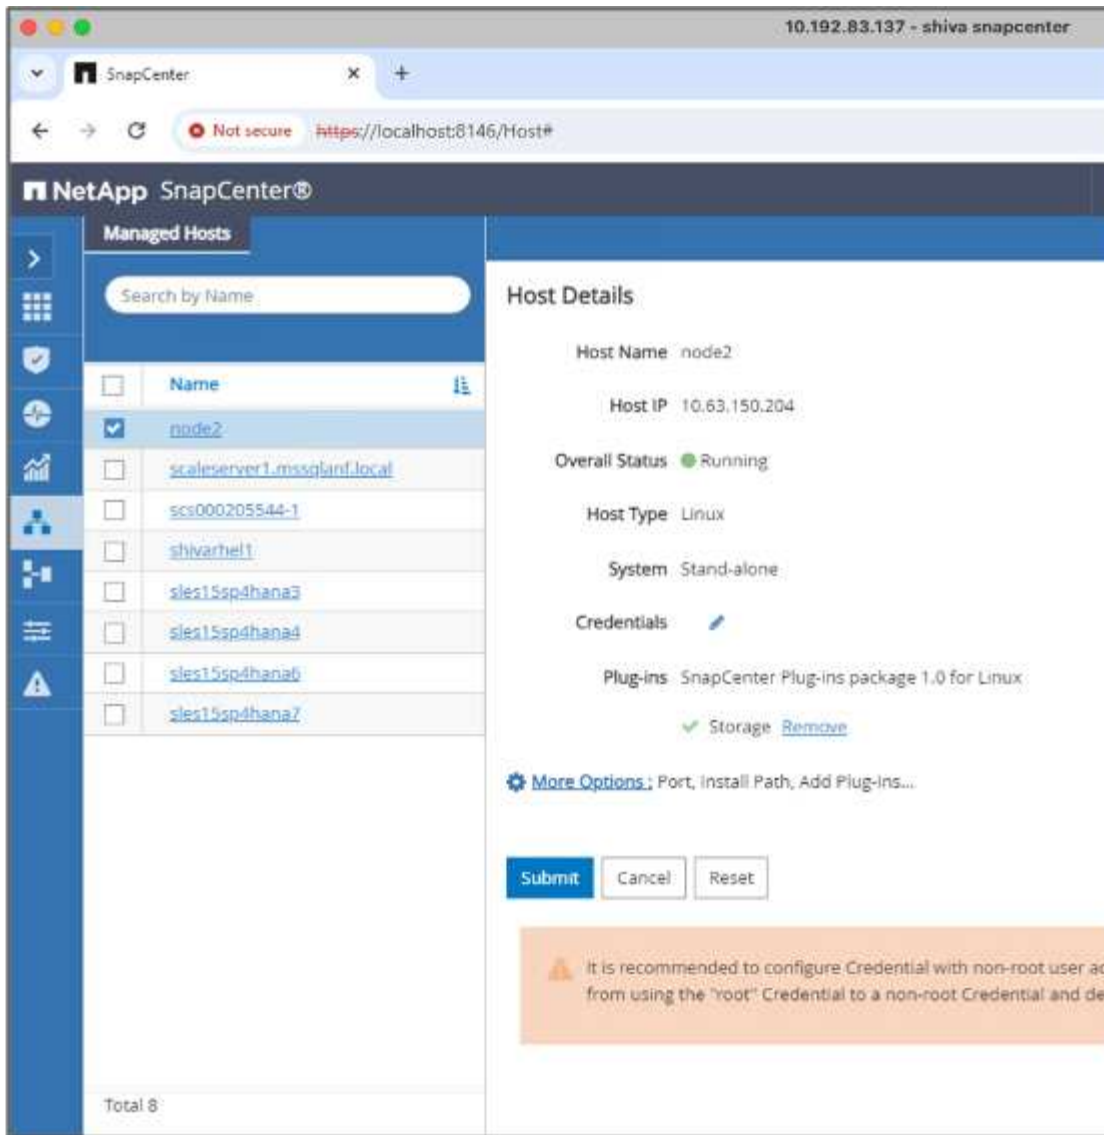 10.192.83.137 - shiva snapcenter
SnapCenter
Not secure https://localhost:8146/Host#
NetApp SnapCenter®
Managed Hosts
Search by Name
Name
node2
scaleserver1.mssqlanf.local
scs000205544-1
shivarhel1
sles15sp4hana3
sles15sp4hana4
sles15sp4hana6
sles15sp4hana7
Total 8
Host Details
Host Name node2
Host IP 10.63.150.204
Overall Status Running
Host Type Linux
System Stand-alone
Credentials
Plug-ins SnapCenter Plug-ins package 1.0 for Linux
Storage Remove
More Options : Port, Install Path, Add Plug-Ins...
Submit Cancel Reset
It is recommended to configure Credential with non-root user ac
from using the "root" Credential to a non-root Credential and de